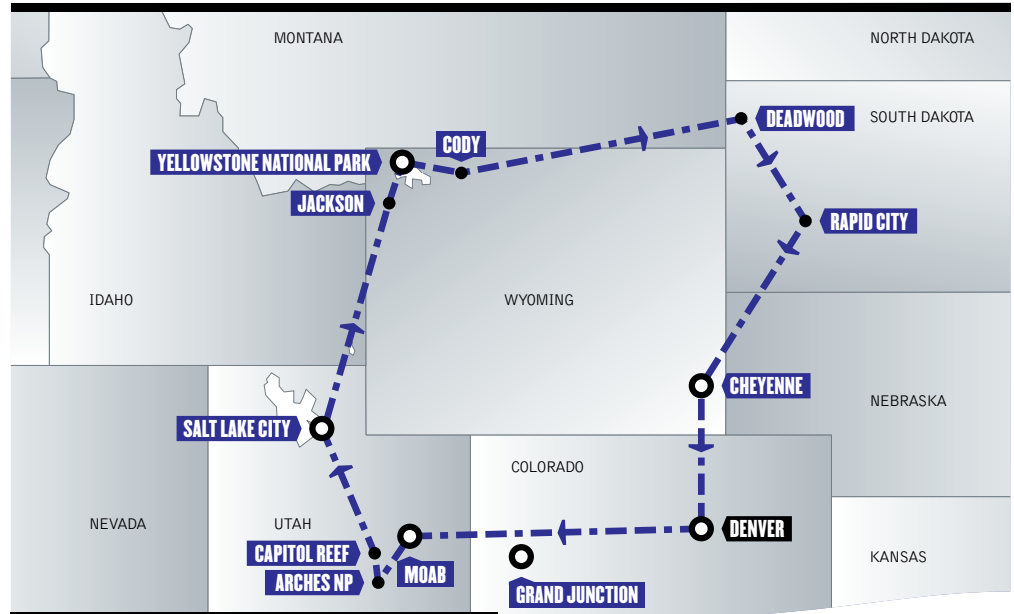 MONTANA
NORTH DAKOTA
DEADWOOD
SOUTH DAKOTA
CODY
YELLOWSTONE NATIONAL PARK
JACKSON
RAPID CITY
IDAHO
WYOMING
CHEYENNE
NEBRASKA
SALT LAKE CITY
COLORADO
NEVADA
UTAH
DENVER
CAPITOL REEF
KANSAS
MOAB
ARCHES NP
GRAND JUNCTION